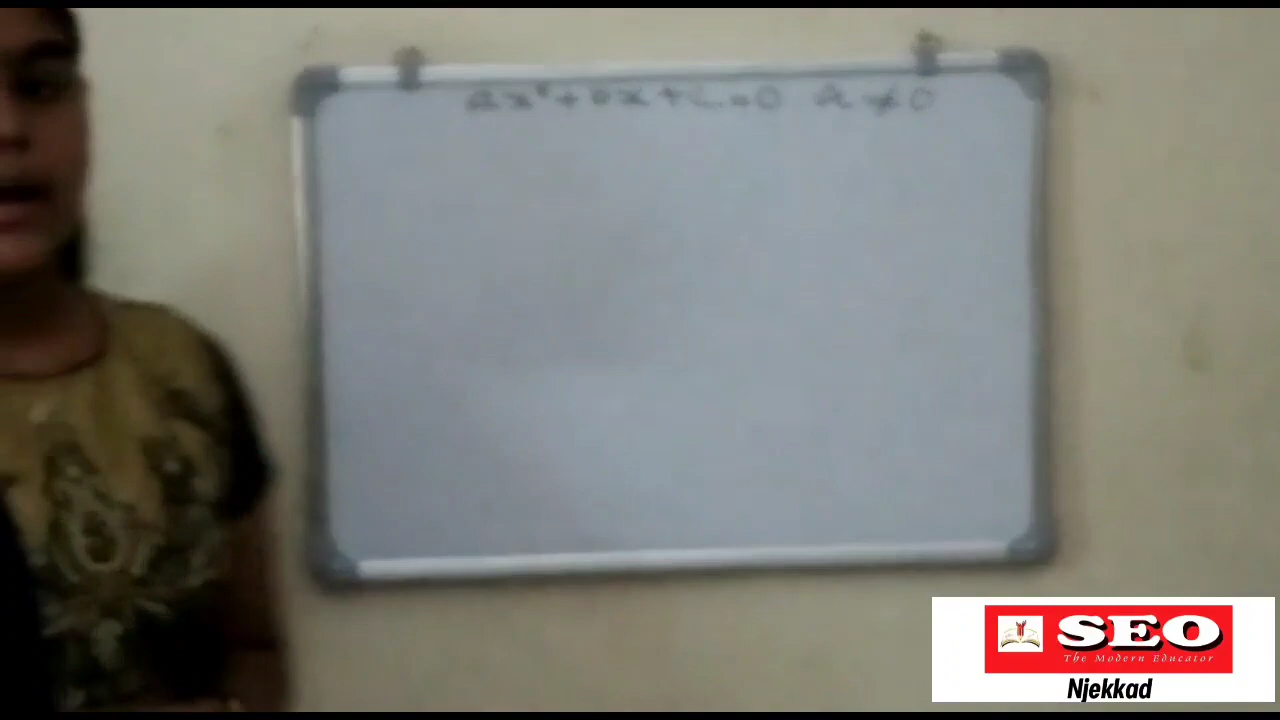 ax²+bx+c=0 a≠0
SEO
The Modern Educator
Njekkad